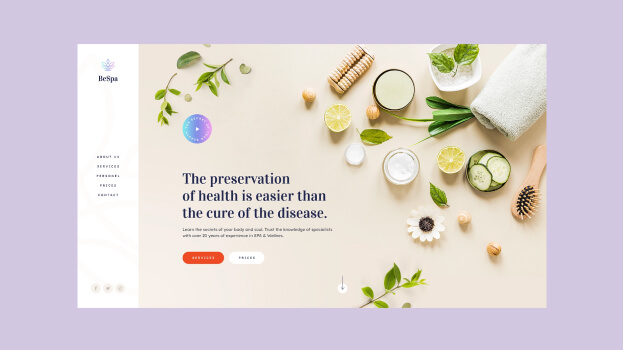 BeSpa
ABOUT US
SERVICES
PERSONEL
PRICES
CONTACT
The preservation
of health is easier than
the cure of the disease.
Learn the secrets of your body and soul. Trust the knowledge of specialists
with over 20 years of experience in SPA & Wellness.
SERVICES
PRICES